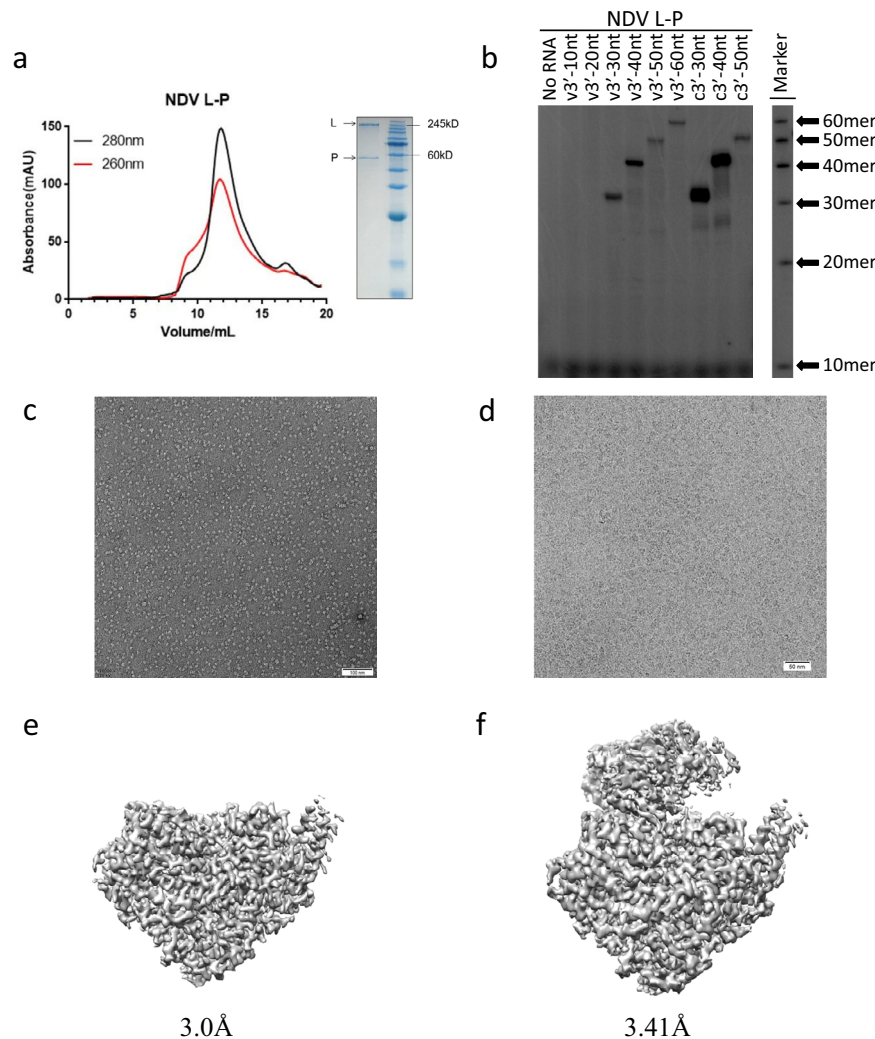 a
NDV L-P
280nm
260nm
Absorbance(mAU)
150
100
50
0
0 5 10 15 20
Volume/mL
L
P
245kD
60kD
b
NDV L-P
No RNA
v3′-10nt
v3′-20nt
v3′-30nt
v3′-40nt
v3′-50nt
v3′-60nt
c3′-30nt
c3′-40nt
c3′-50nt
Marker
60mer
50mer
40mer
30mer
20mer
10mer
c
100 nm
d
50 nm
e
3.0Å
f
3.41Å